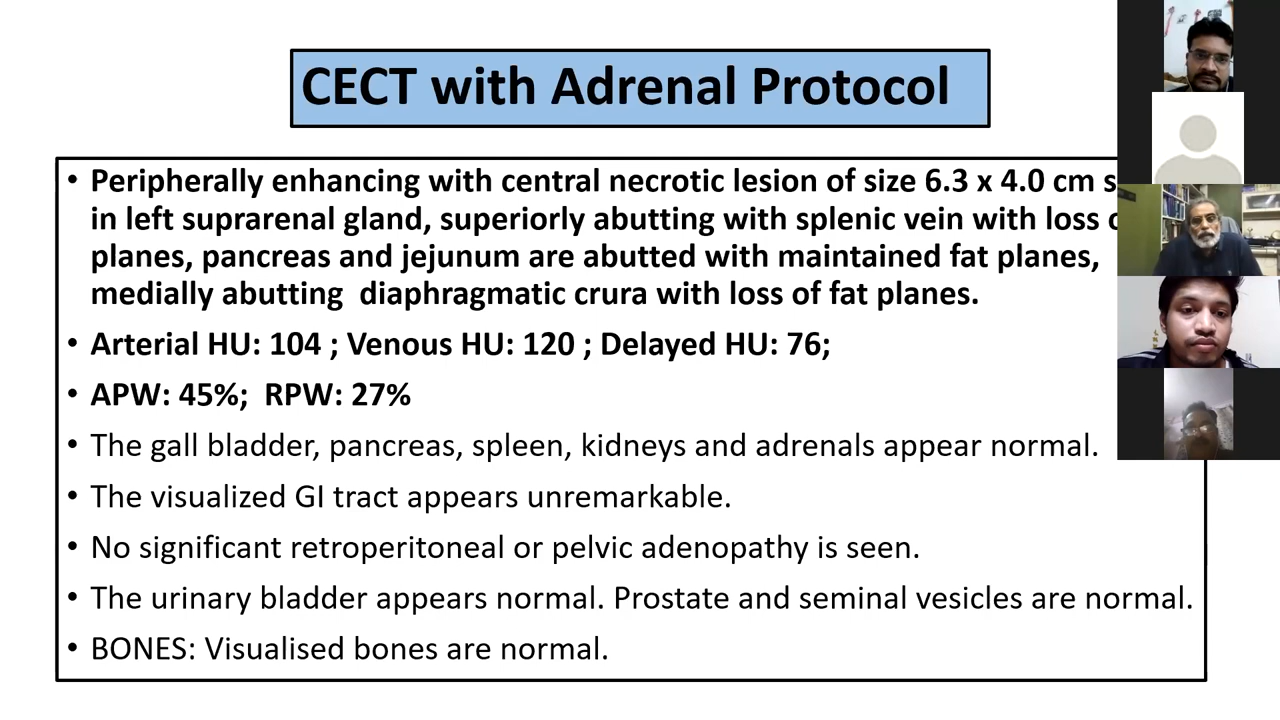 CECT with Adrenal Protocol
• Peripherally enhancing with central necrotic lesion of size 6.3 x 4.0 cm
in left suprarenal gland, superiorly abutting with splenic vein with loss
planes, pancreas and jejunum are abutted with maintained fat planes,
medially abutting diaphragmatic crura with loss of fat planes.
• Arterial HU: 104 ; Venous HU: 120 ; Delayed HU: 76;
• APW: 45%; RPW: 27%
• The gall bladder, pancreas, spleen, kidneys and adrenals appear normal.
• The visualized GI tract appears unremarkable.
• No significant retroperitoneal or pelvic adenopathy is seen.
• The urinary bladder appears normal. Prostate and seminal vesicles are normal.
• BONES: Visualised bones are normal.